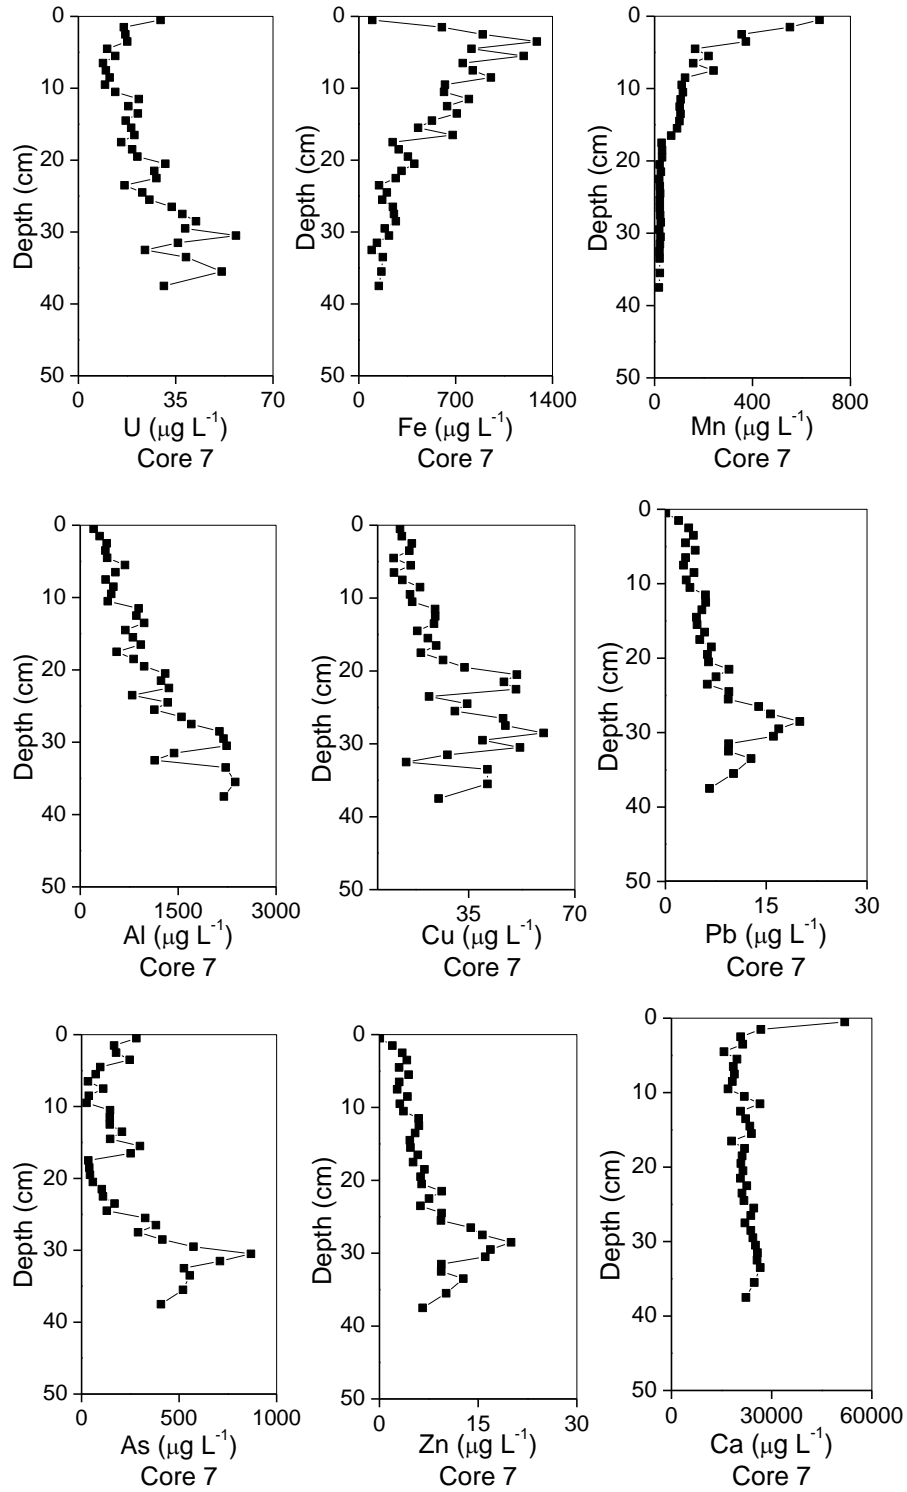 0
10
20
30
40
50
Depth (cm)
0 35 70
U (μg L⁻¹)
Core 7
0
10
20
30
40
50
Depth (cm)
0 700 1400
Fe (μg L⁻¹)
Core 7
0
10
20
30
40
50
Depth (cm)
0 400 800
Mn (μg L⁻¹)
Core 7
0
10
20
30
40
50
Depth (cm)
0 1500 3000
Al (μg L⁻¹)
Core 7
0
10
20
30
40
50
Depth (cm)
35 70
Cu (μg L⁻¹)
Core 7
0
10
20
30
40
50
Depth (cm)
0 15 30
Pb (μg L⁻¹)
Core 7
0
10
20
30
40
50
Depth (cm)
0 500 1000
As (μg L⁻¹)
Core 7
0
10
20
30
40
50
Depth (cm)
0 15 30
Zn (μg L⁻¹)
Core 7
0
10
20
30
40
50
Depth (cm)
0 30000 60000
Ca (μg L⁻¹)
Core 7